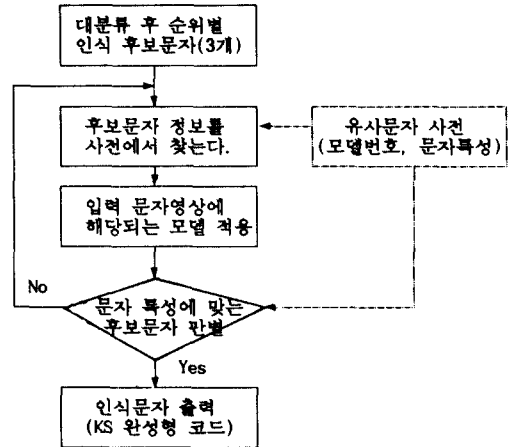 대분류 후 순위별
인식 후보문자(3개)
후보문자 정보를
사전에서 찾는다.
유사문자 사전
(모델번호, 문자특성)
입력 문자영상에
해당되는 모델 적용
No
문자 특성에 맞는
후보문자 판별
Yes
인식문자 출력
(KS 완성형 코드)